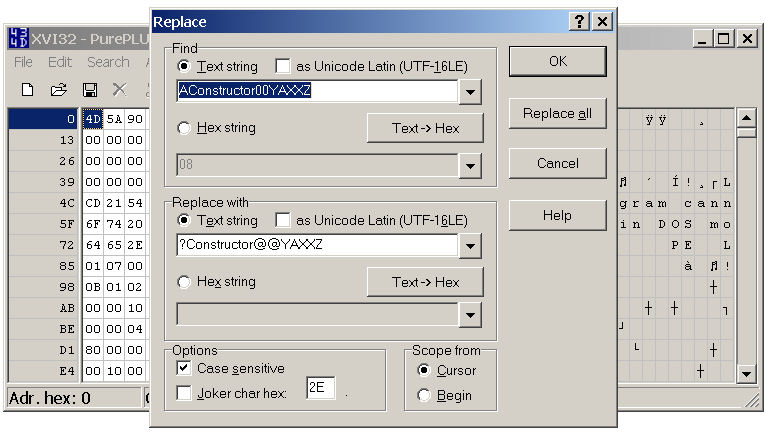 XVI32 - PurePLU
File Edit Search
Replace
Find
Text string as Unicode Latin (UTF-16LE)
AConstructor00YAXXZ
Hex string Text -> Hex
08
Replace with
Text string as Unicode Latin (UTF-16LE)
?Constructor@@YAXXZ
Hex string Text -> Hex
Options
Case sensitive
Joker char hex: 2E .
Scope from
Cursor
Begin
OK
Replace all
Cancel
Help
0 4D 5A 90 ÿ ÿ ¸
13 00 00 00
26 00 00 00
39 00 00 00 ´ Í ! ¸ L
4C CD 21 54 gram cann
5F 6F 74 20 in DOS mo
72 64 65 2E PE L
85 01 07 00 à !
98 0B 01 02
AB 00 00 10
BE 00 00 04
D1 80 00 00
E4 00 10 00
Adr. hex: 0